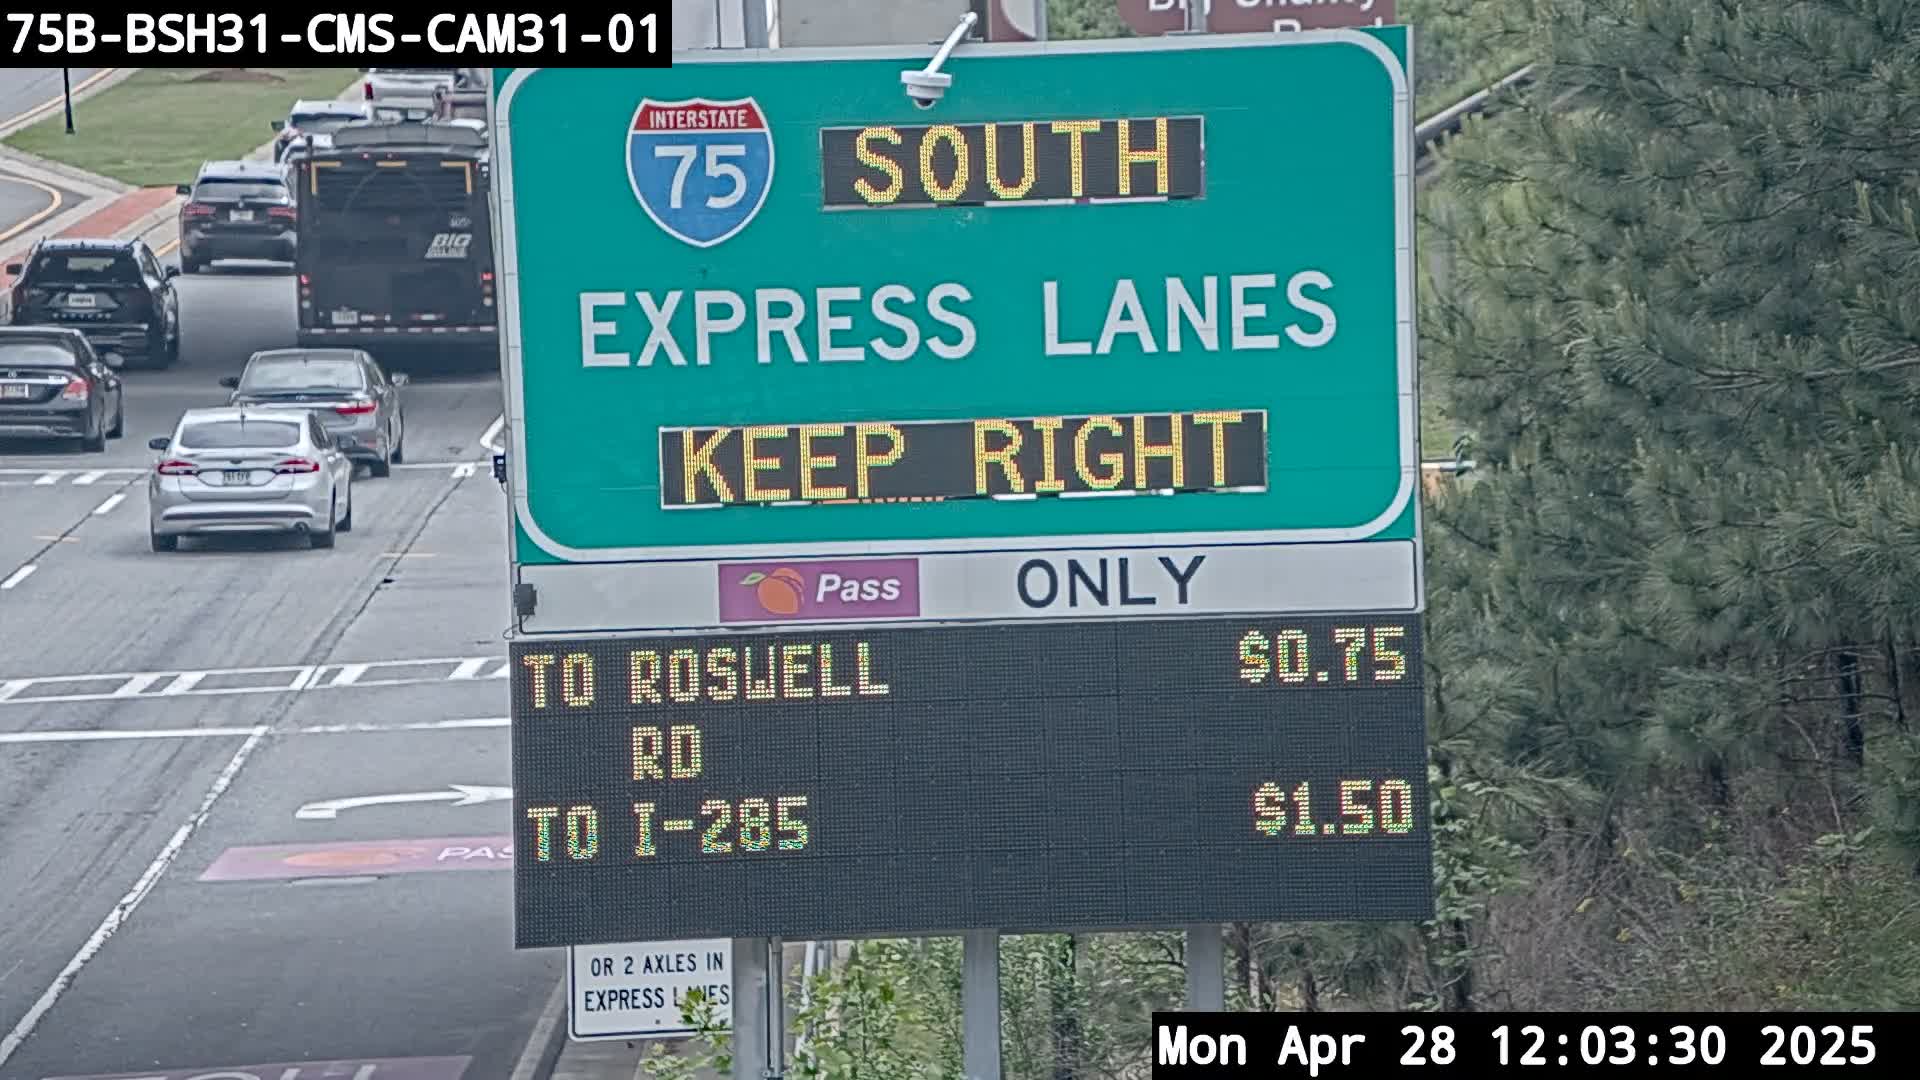 75B-BSH31-CMS-CAM31-01
INTERSTATE
75
SOUTH
EXPRESS LANES
KEEP RIGHT
Pass ONLY
TO ROSWELL $0.75
RD
TO I-285 $1.50
OR 2 AXLES IN
EXPRESS LANES
BIG
Mon Apr 28 12:03:30 2025